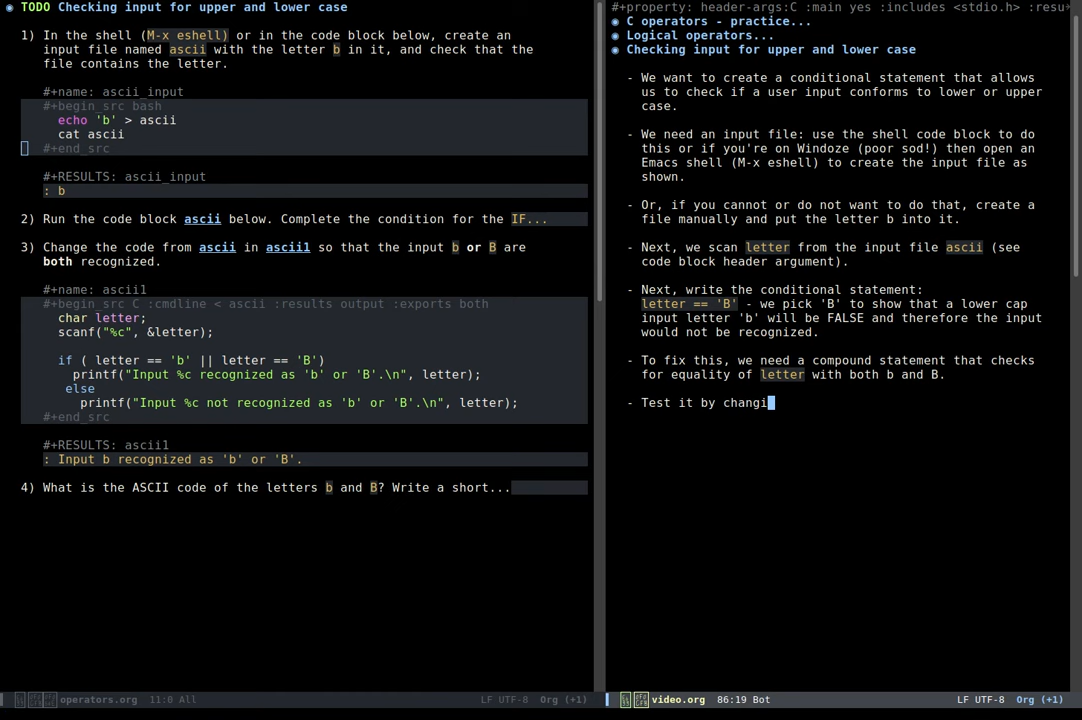 ◉ TODO Checking input for upper and lower case
1) In the shell (M-x eshell) or in the code block below, create an
input file named ascii with the letter b in it, and check that the
file contains the letter.
#+name: ascii_input
#+begin_src bash
echo 'b' > ascii
cat ascii
#+end_src
#+RESULTS: ascii_input
: b
2) Run the code block ascii below. Complete the condition for the IF...
3) Change the code from ascii in ascii1 so that the input b or B are
both recognized.
#+name: ascii1
#+begin_src C :cmdline < ascii :results output :exports both
char letter;
scanf("%c", &letter);
if ( letter == 'b' || letter == 'B')
printf("Input %c recognized as 'b' or 'B'.\n", letter);
else
printf("Input %c not recognized as 'b' or 'B'.\n", letter);
#+end_src
#+RESULTS: ascii1
: Input b recognized as 'b' or 'B'.
4) What is the ASCII code of the letters b and B? Write a short...
operators.org 11:0 All LF UTF-8 Org (+1)
#+property: header-args:C :main yes :includes <stdio.h> :resu
◉ C operators - practice...
◉ Logical operators...
◉ Checking input for upper and lower case
- We want to create a conditional statement that allows
us to check if a user input conforms to lower or upper
case.
- We need an input file: use the shell code block to do
this or if you're on Windoze (poor sod!) then open an
Emacs shell (M-x eshell) to create the input file as
shown.
- Or, if you cannot or do not want to do that, create a
file manually and put the letter b into it.
- Next, we scan letter from the input file ascii (see
code block header argument).
- Next, write the conditional statement:
letter == 'B' - we pick 'B' to show that a lower cap
input letter 'b' will be FALSE and therefore the input
would not be recognized.
- To fix this, we need a compound statement that checks
for equality of letter with both b and B.
- Test it by changi
video.org 86:19 Bot LF UTF-8 Org (+1)